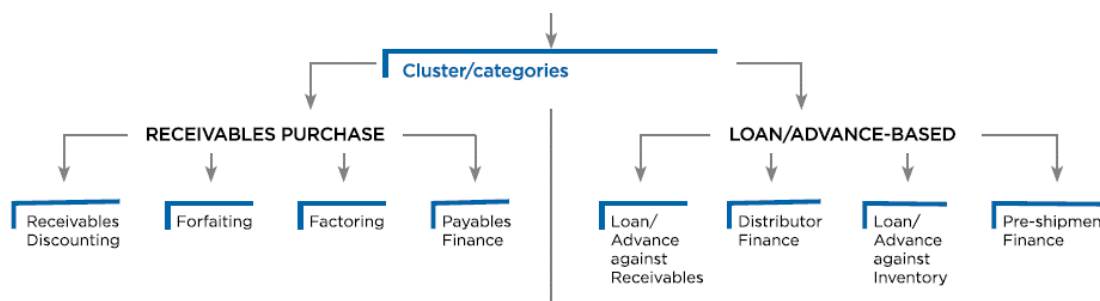 Cluster/categories
RECEIVABLES PURCHASE
LOAN/ADVANCE-BASED
Receivables
Discounting
Forfaiting
Factoring
Payables
Finance
Loan/
Advance
against
Receivables
Distributor
Finance
Loan/
Advance
against
Inventory
Pre-shipmen
Finance